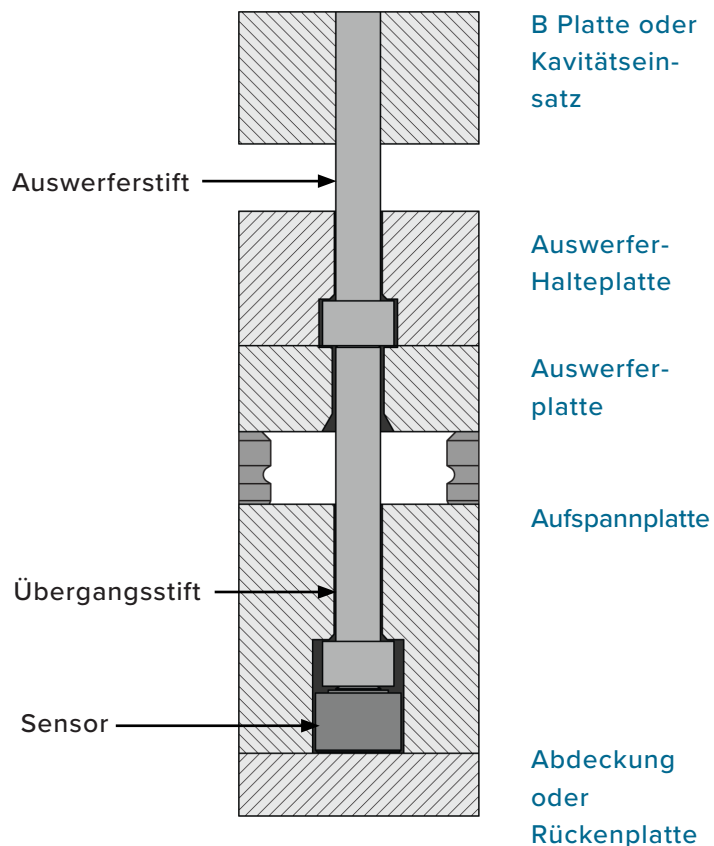 B Platte oder
Kavitätsein-
satz
Auswerferstift
Auswerfer-
Halteplatte
Auswerfer-
platte
Aufspannplatte
Übergangsstift
Sensor
Abdeckung
oder
Rückenplatte